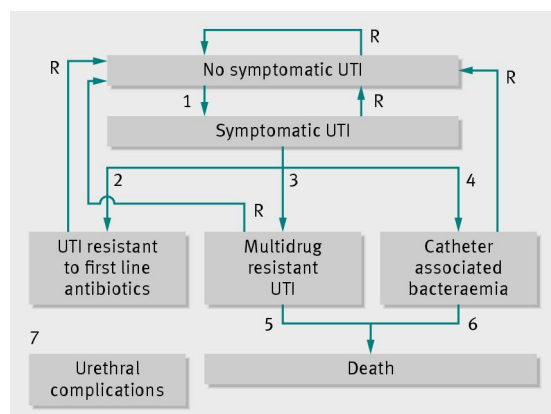 R
R
No symptomatic UTI
R
1
R
Symptomatic UTI
2
3
4
R
UTI resistant
to first line
antibiotics
Multidrug
resistant
UTI
Catheter
associated
bacteraemia
5
6
7
Urethral
complications
Death